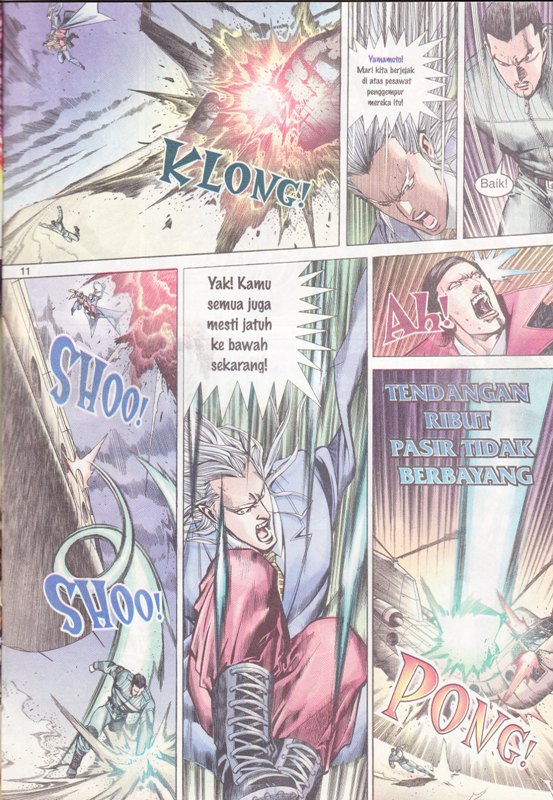 KLONG!
Yamamoto!
Mari kita berjejak
di atas pesawat
penggempur
mereka itu!
Baik!
11
SHOO!
SHOO!
Yak! Kamu
semua juga
mesti jatuh
ke bawah
sekarang!
Ah!
TENDANGAN
RIBUT
PASIR TIDAK
BERBAYANG
PONG!